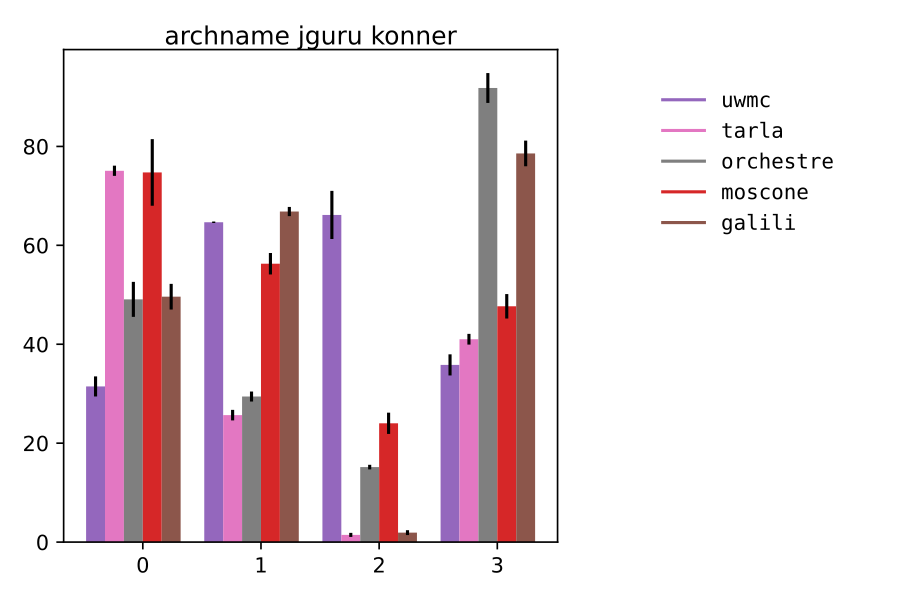 archname jguru konner
80
60
40
20
0
0 1 2 3
uwmc
tarla
orchestre
moscone
galili